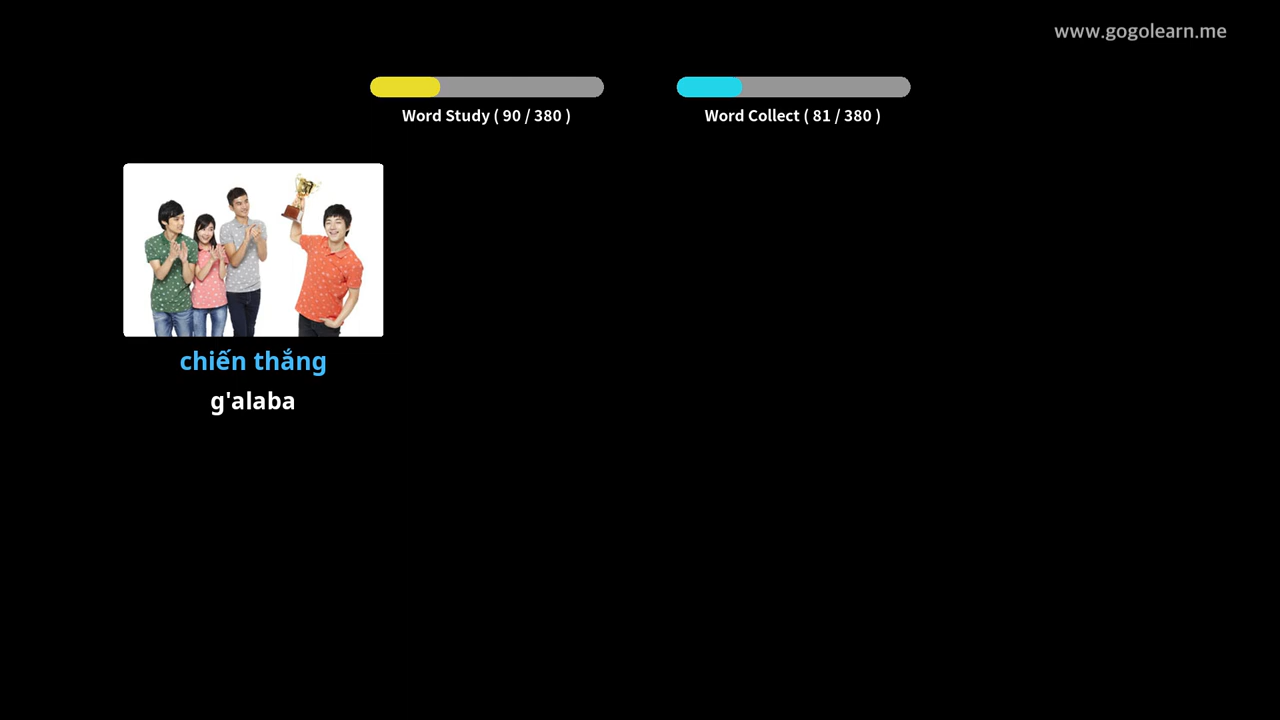 www.gogolearn.me
Word Study ( 90 / 380 )
Word Collect ( 81 / 380 )
chiến thắng
g'alaba